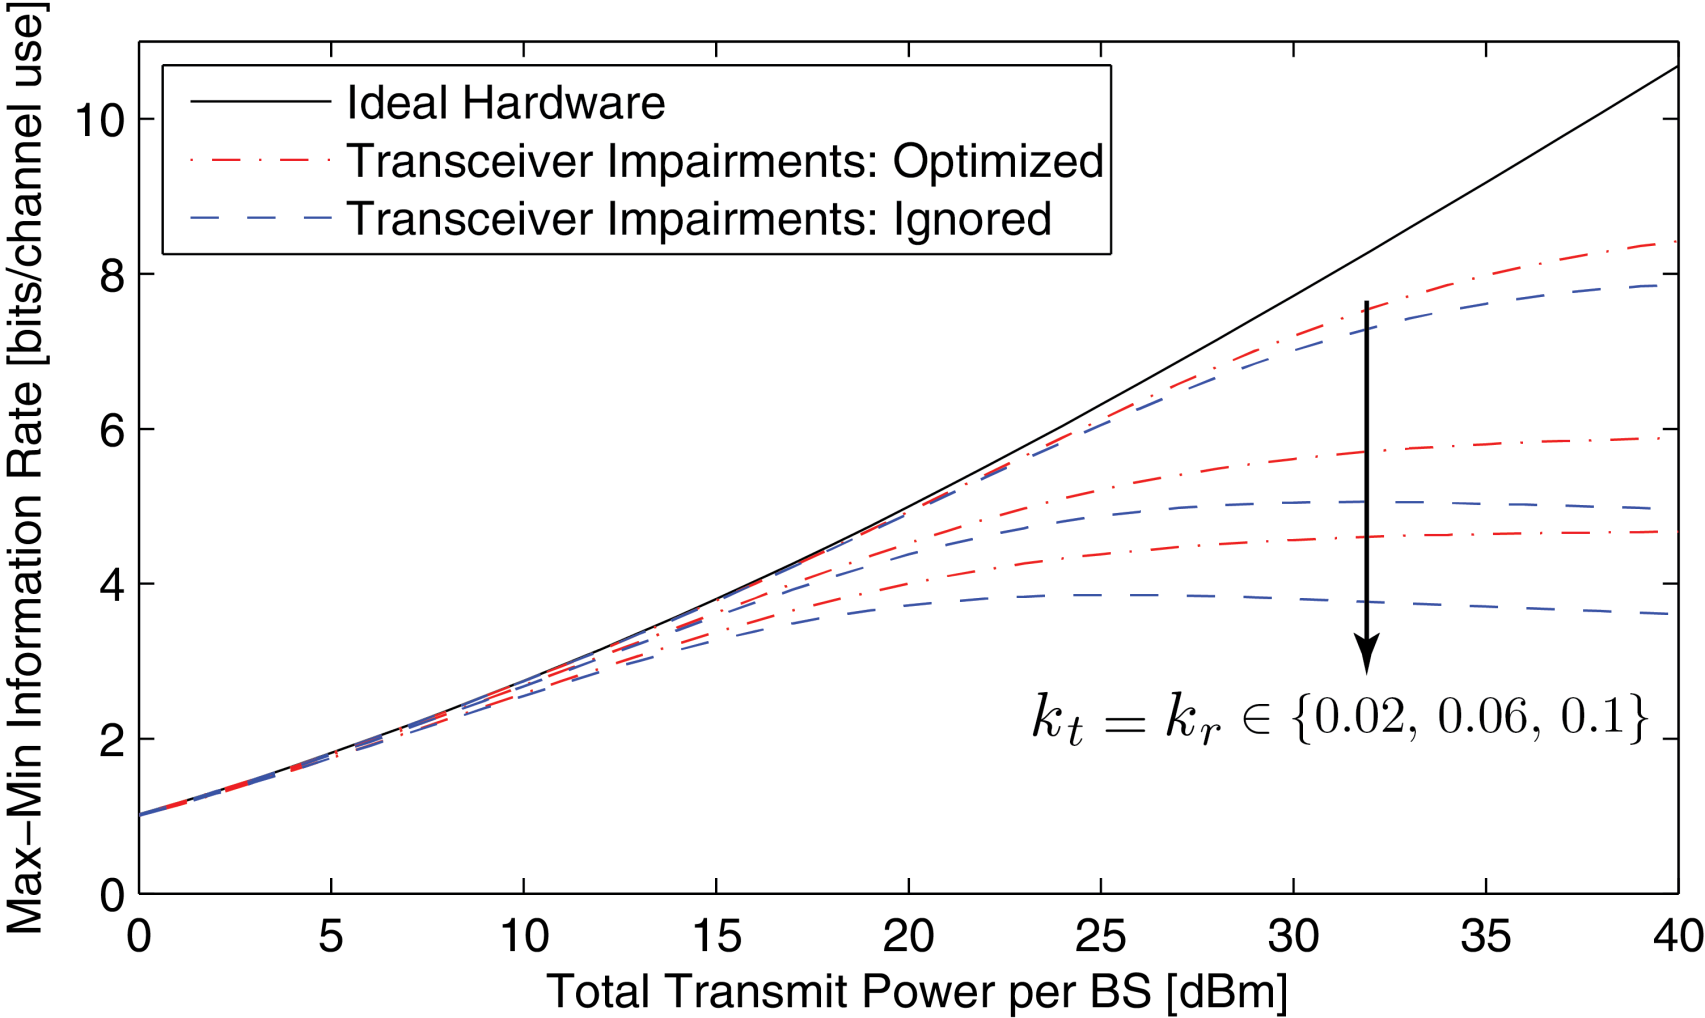 Max−Min Information Rate [bits/channel use]
10
8
6
4
2
0
Ideal Hardware
Transceiver Impairments: Optimized
Transceiver Impairments: Ignored
k_t = k_r ∈ {0.02, 0.06, 0.1}
0 5 10 15 20 25 30 35 40
Total Transmit Power per BS [dBm]